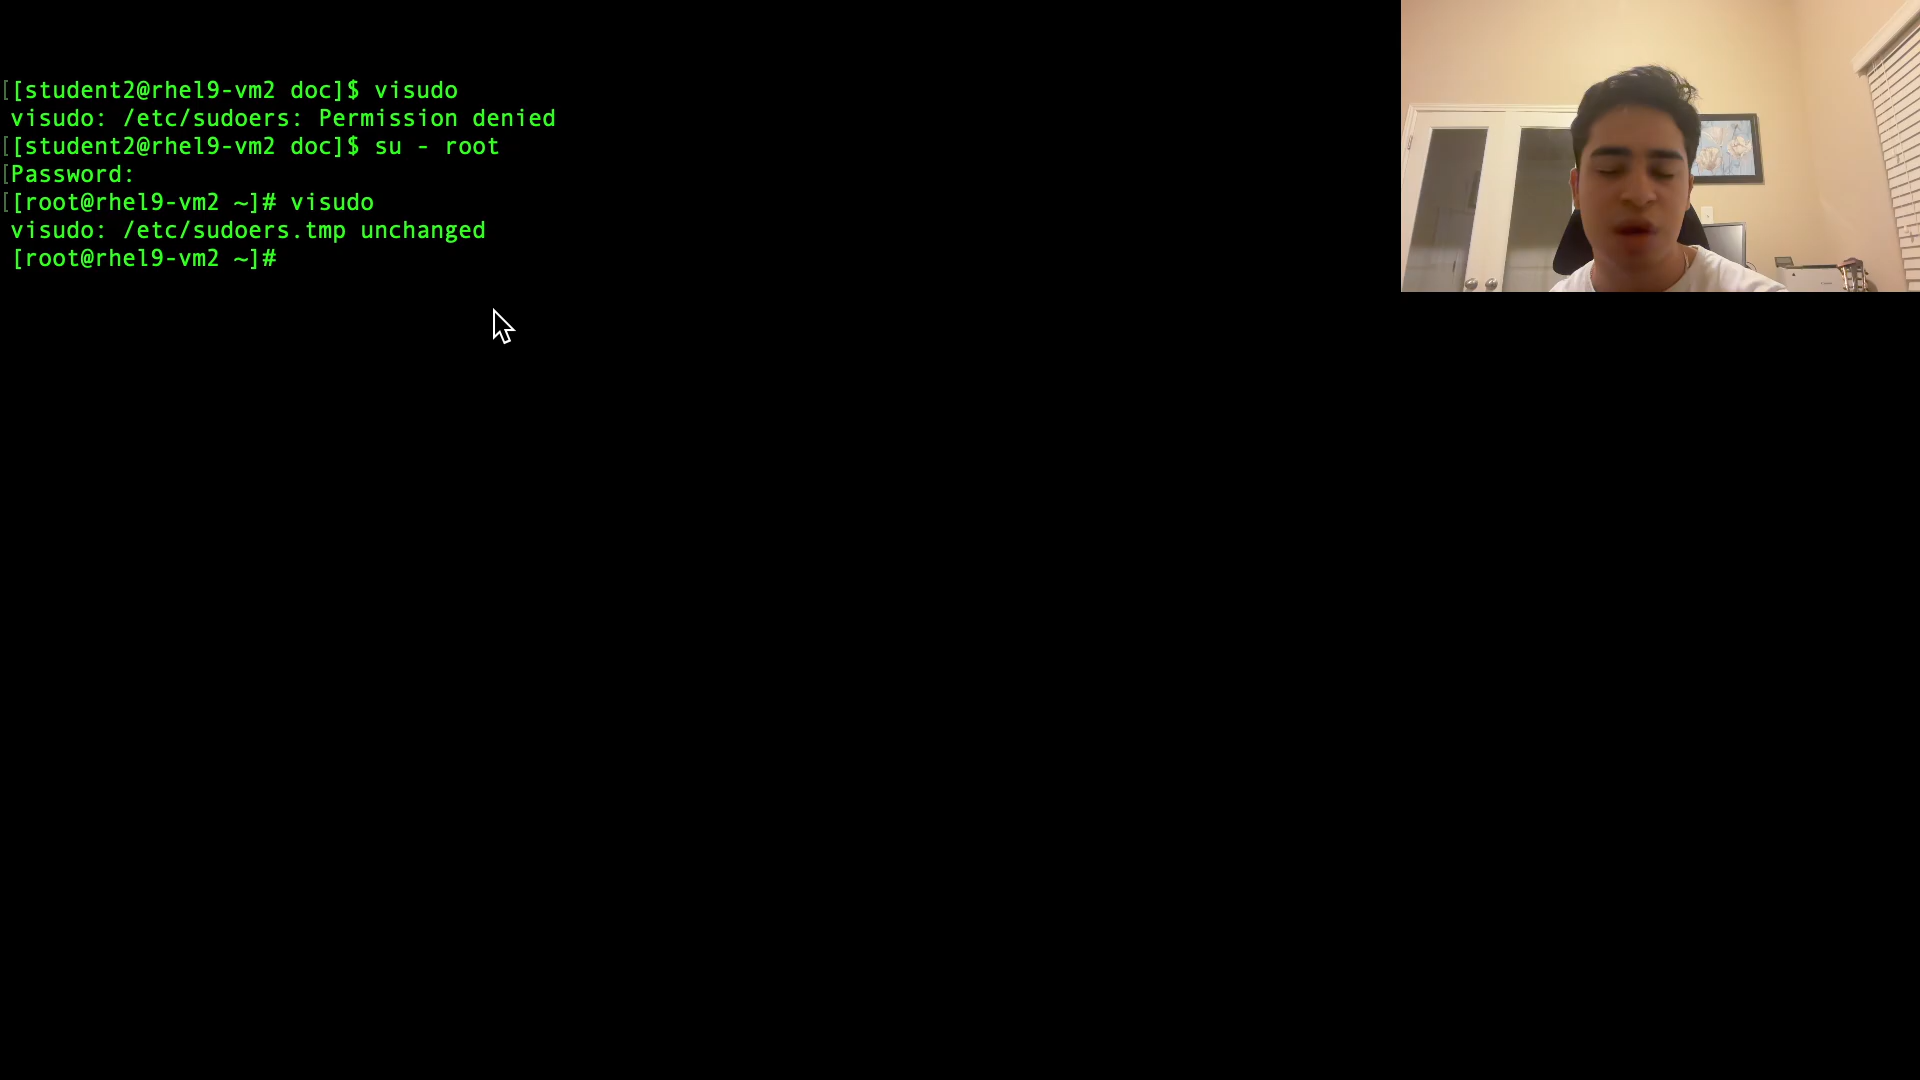 [[student2@rhel9-vm2 doc]$ visudo
visudo: /etc/sudoers: Permission denied
[[student2@rhel9-vm2 doc]$ su - root
[Password:
[[root@rhel9-vm2 ~]# visudo
visudo: /etc/sudoers.tmp unchanged
[root@rhel9-vm2 ~]#